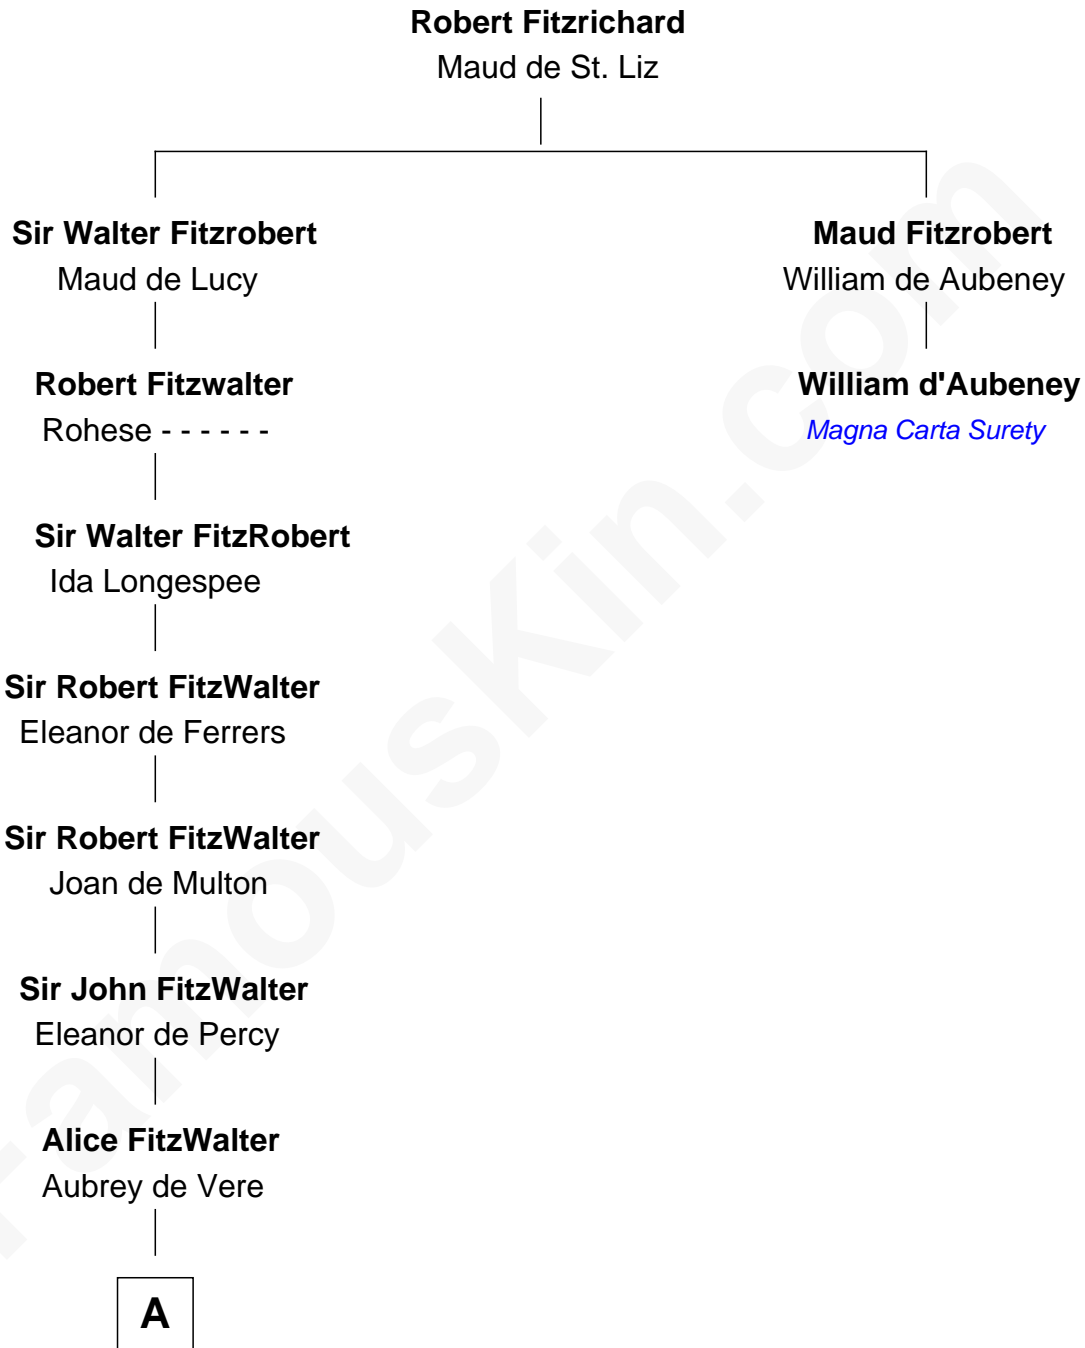 Robert Fitzrichard
Maud de St. Liz
Sir Walter Fitzrobert
Maud de Lucy
Maud Fitzrobert
William de Aubeney
Robert Fitzwalter
Rohese - - - - - -
William d'Aubeney
Magna Carta Surety
Sir Walter FitzRobert
Ida Longespee
Sir Robert FitzWalter
Eleanor de Ferrers
Sir Robert FitzWalter
Joan de Multon
Sir John FitzWalter
Eleanor de Percy
Alice FitzWalter
Aubrey de Vere
A
FamousKin.com